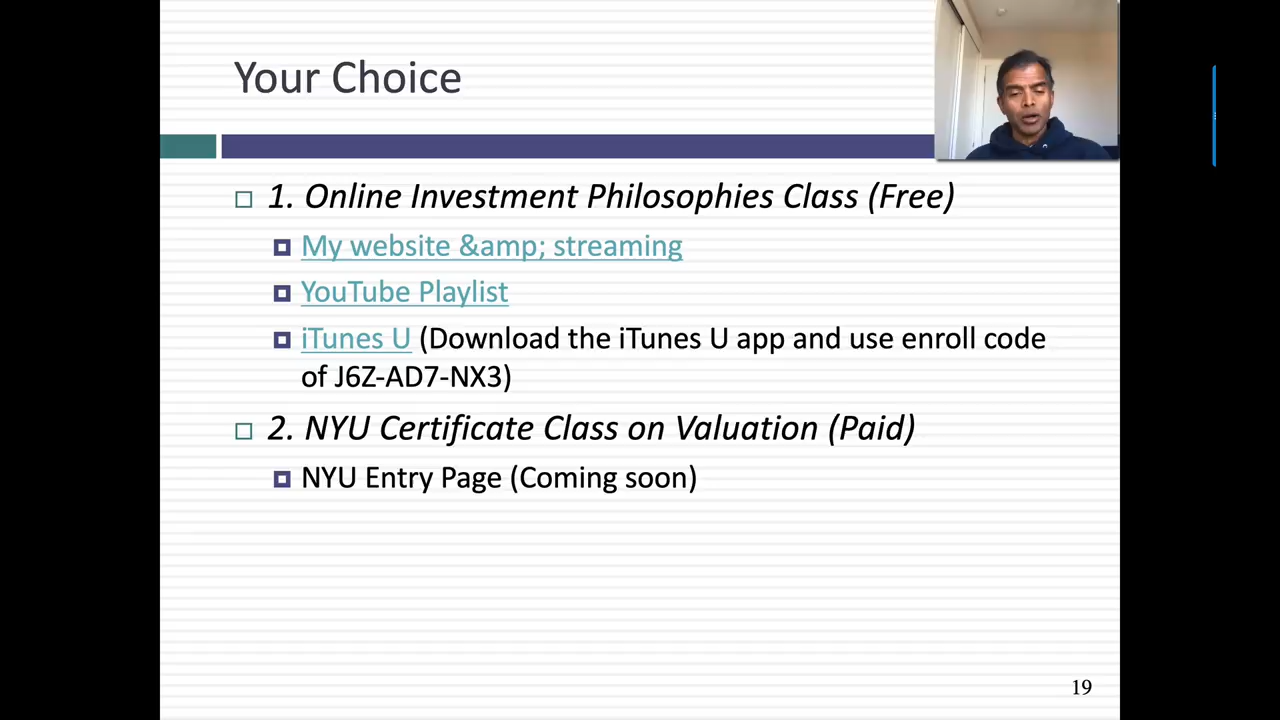 Your Choice
1. Online Investment Philosophies Class (Free)
My website &amp; streaming
YouTube Playlist
iTunes U (Download the iTunes U app and use enroll code
of J6Z-AD7-NX3)
2. NYU Certificate Class on Valuation (Paid)
NYU Entry Page (Coming soon)
19